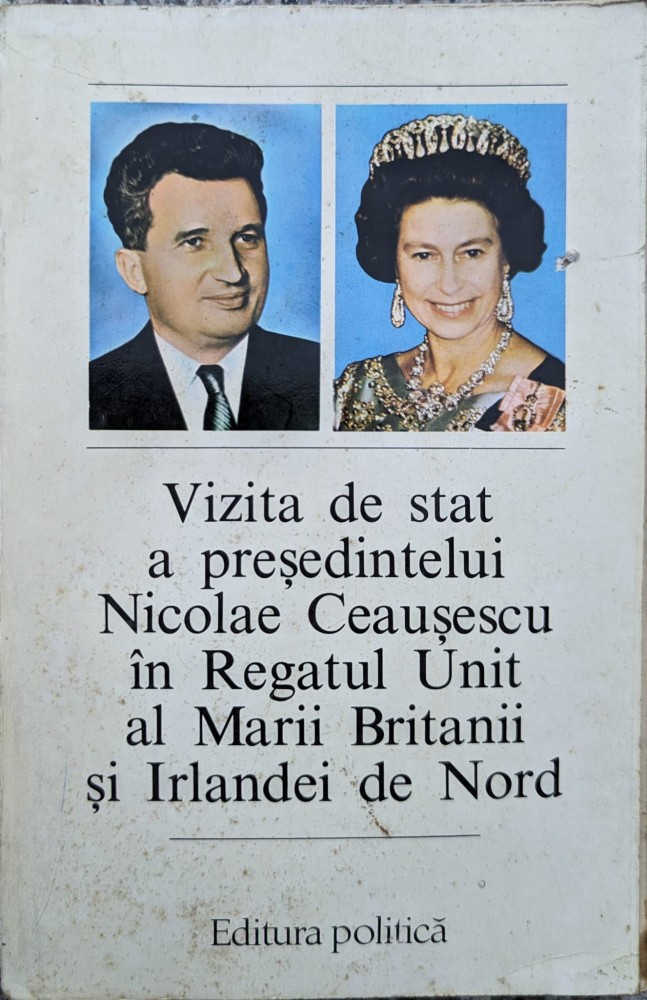 Vizita de stat
a președintelui
Nicolae Ceaușescu
în Regatul Unit
al Marii Britanii
și Irlandei de Nord
Editura politică